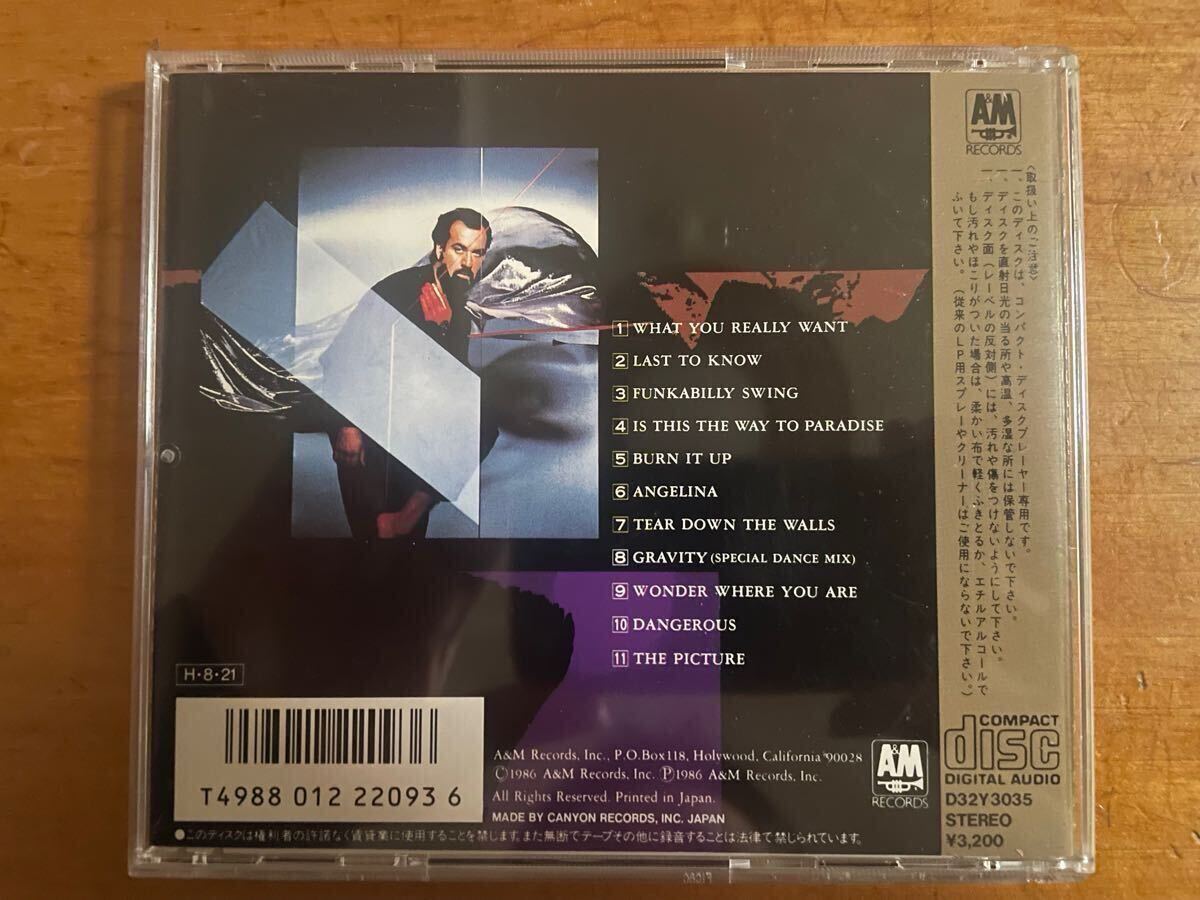 1 WHAT YOU REALLY WANT
2 LAST TO KNOW
3 FUNKABILLY SWING
4 IS THIS THE WAY TO PARADISE
5 BURN IT UP
6 ANGELINA
7 TEAR DOWN THE WALLS
8 GRAVITY (SPECIAL DANCE MIX)
9 WONDER WHERE YOU ARE
10 DANGEROUS
11 THE PICTURE
H・8・21
T4988 012 22093 6
A&M Records, Inc., P.O.Box118, Holywood, California 90028
Ⓒ1986 A&M Records, Inc. Ⓟ1986 A&M Records, Inc.
All Rights Reserved. Printed in Japan.
MADE BY CANYON RECORDS, INC. JAPAN
A&M
RECORDS
●このディスクは権利者の許諾なく賃貸業に使用することを禁じます。また無断でテープその他に録音することは法律で禁じられています。
A&M
RECORDS
〈取扱い上のご注意〉
一、このディスクは、コンパクト・ディスクプレーヤー専用です。
一、ディスクを直射日光の当る所や高温、多湿な所には保管しないで下さい。
一、ディスク面（レーベルの反対側）には、汚れや傷をつけないようにして下さい。
もし汚れやほこりがついた場合は、柔かい布で軽くふきとるか、エチルアルコールで
ふいて下さい。（従来のLP用スプレーやクリーナーはご使用にならないで下さい。）
COMPACT
disc
DIGITAL AUDIO
D32Y3035
STEREO
¥3,200